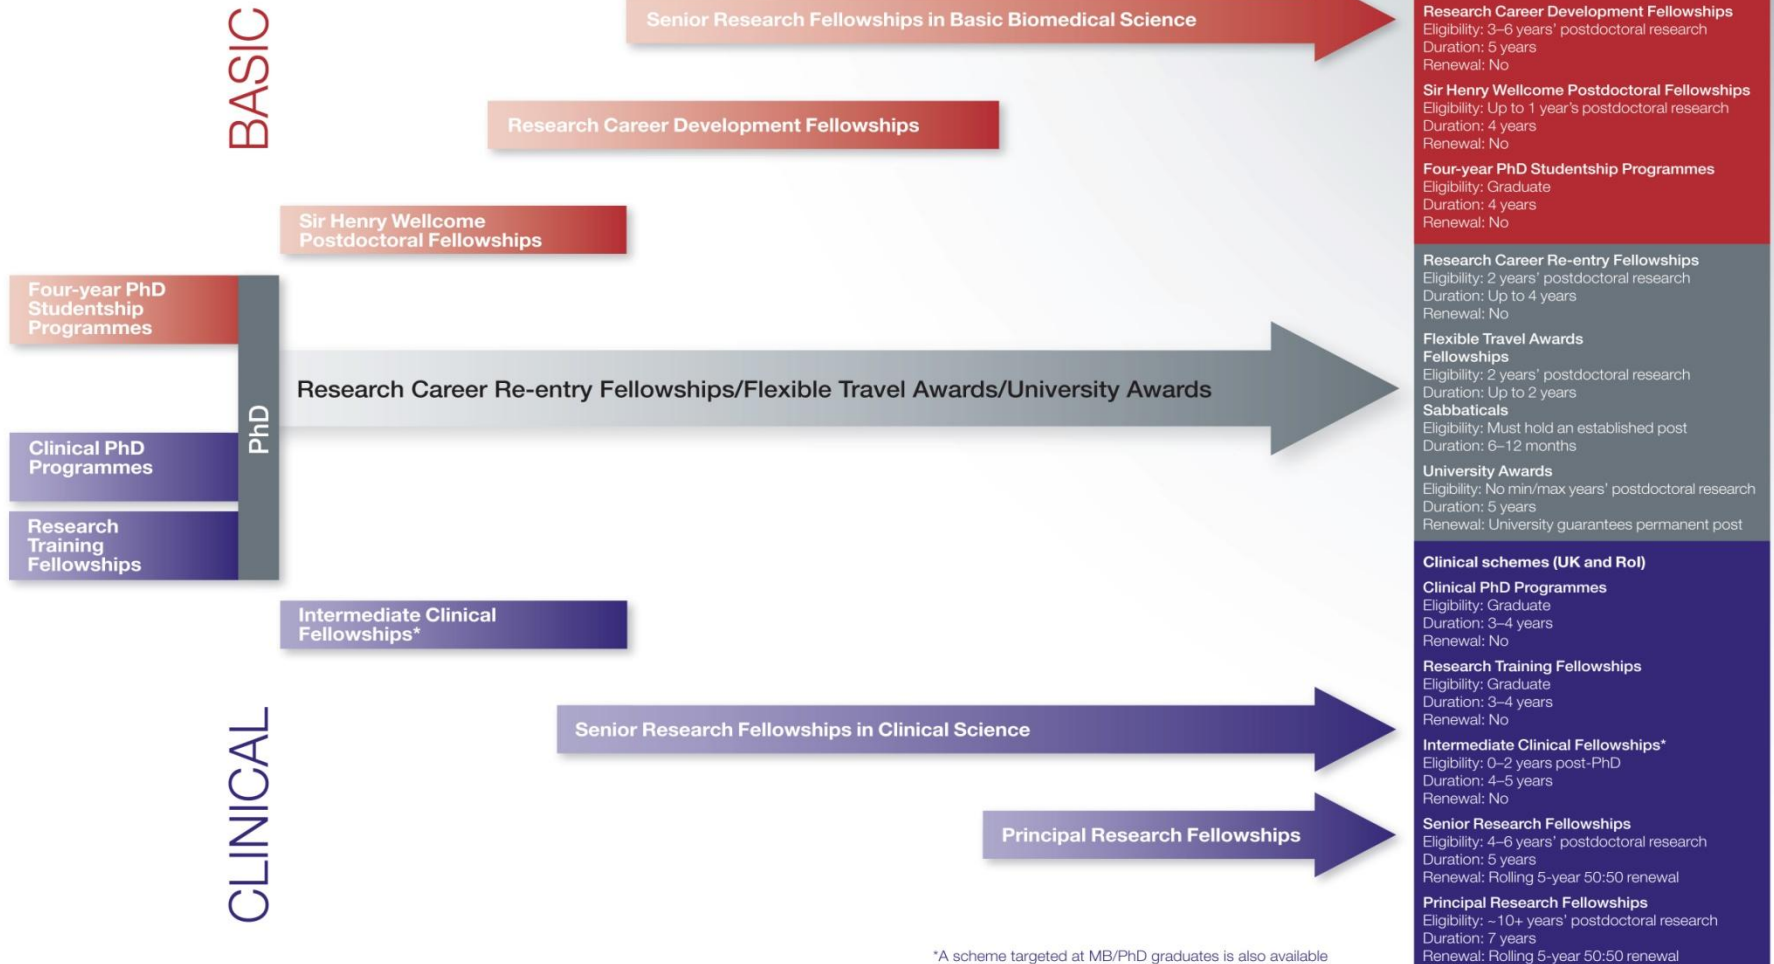 BASIC
Senior Research Fellowships in Basic Biomedical Science
Research Career Development Fellowships
Sir Henry Wellcome
Postdoctoral Fellowships
Four-year PhD
Studentship
Programmes
PhD
Research Career Re-entry Fellowships/Flexible Travel Awards/University Awards
Clinical PhD
Programmes
Research
Training
Fellowships
Intermediate Clinical
Fellowships*
CLINICAL
Senior Research Fellowships in Clinical Science
Principal Research Fellowships
*A scheme targeted at MB/PhD graduates is also available
Research Career Development Fellowships
Eligibility: 3–6 years’ postdoctoral research
Duration: 5 years
Renewal: No
Sir Henry Wellcome Postdoctoral Fellowships
Eligibility: Up to 1 year’s postdoctoral research
Duration: 4 years
Renewal: No
Four-year PhD Studentship Programmes
Eligibility: Graduate
Duration: 4 years
Renewal: No
Research Career Re-entry Fellowships
Eligibility: 2 years’ postdoctoral research
Duration: Up to 4 years
Renewal: No
Flexible Travel Awards
Fellowships
Eligibility: 2 years’ postdoctoral research
Duration: Up to 2 years
Sabbaticals
Eligibility: Must hold an established post
Duration: 6–12 months
University Awards
Eligibility: No min/max years’ postdoctoral research
Duration: 5 years
Renewal: University guarantees permanent post
Clinical schemes (UK and RoI)
Clinical PhD Programmes
Eligibility: Graduate
Duration: 3–4 years
Renewal: No
Research Training Fellowships
Eligibility: Graduate
Duration: 3–4 years
Renewal: No
Intermediate Clinical Fellowships*
Eligibility: 0–2 years post-PhD
Duration: 4–5 years
Renewal: No
Senior Research Fellowships
Eligibility: 4–6 years’ postdoctoral research
Duration: 5 years
Renewal: Rolling 5-year 50:50 renewal
Principal Research Fellowships
Eligibility: ~10+ years’ postdoctoral research
Duration: 7 years
Renewal: Rolling 5-year 50:50 renewal